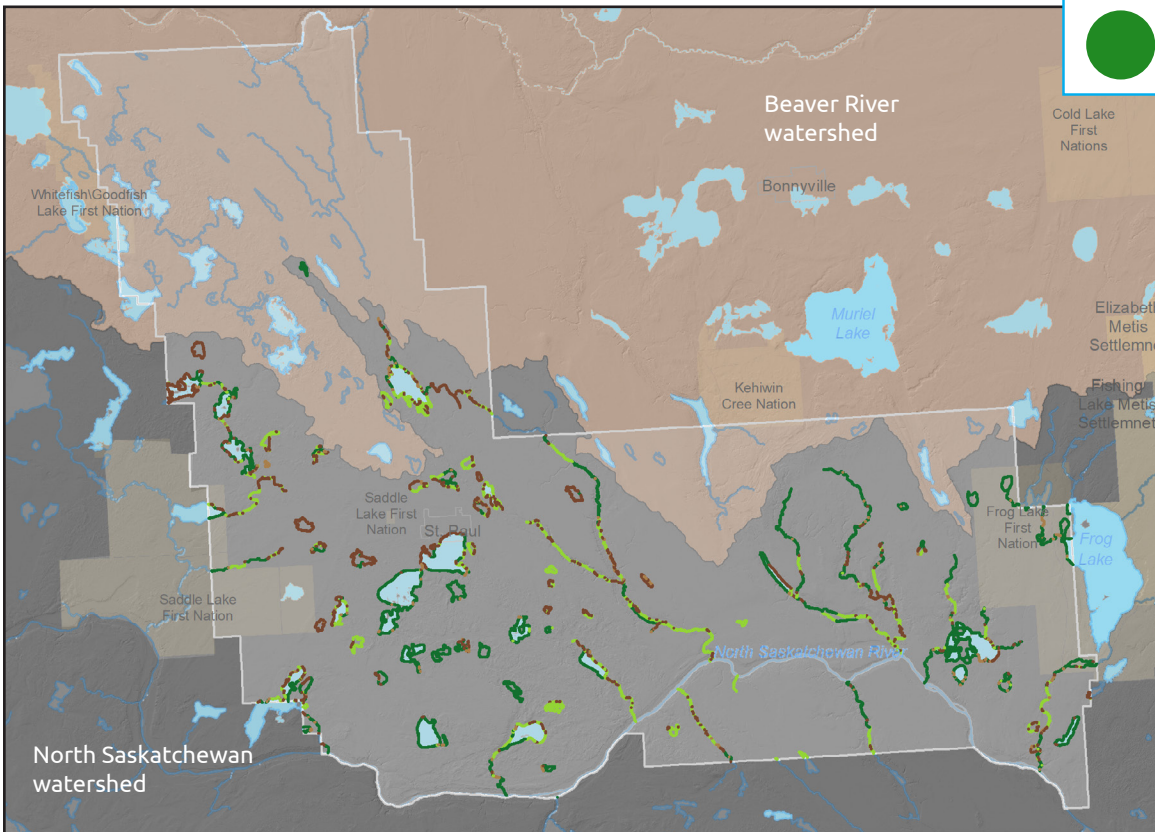 Beaver River
watershed
Cold Lake
First
Nations
Bonnyville
Whitefish\Goodfish
Lake First Nation
Muriel
Lake
Elizabeth
Metis
Settlemne
Kehiwin
Cree Nation
Fishing
Lake Metis
Settlemnet
Saddle
Lake First
Nation
St. Paul
Frog Lake
First
Nation
Frog
Lake
Saddle Lake
First Nation
North Saskatchewan River
North Saskatchewan
watershed